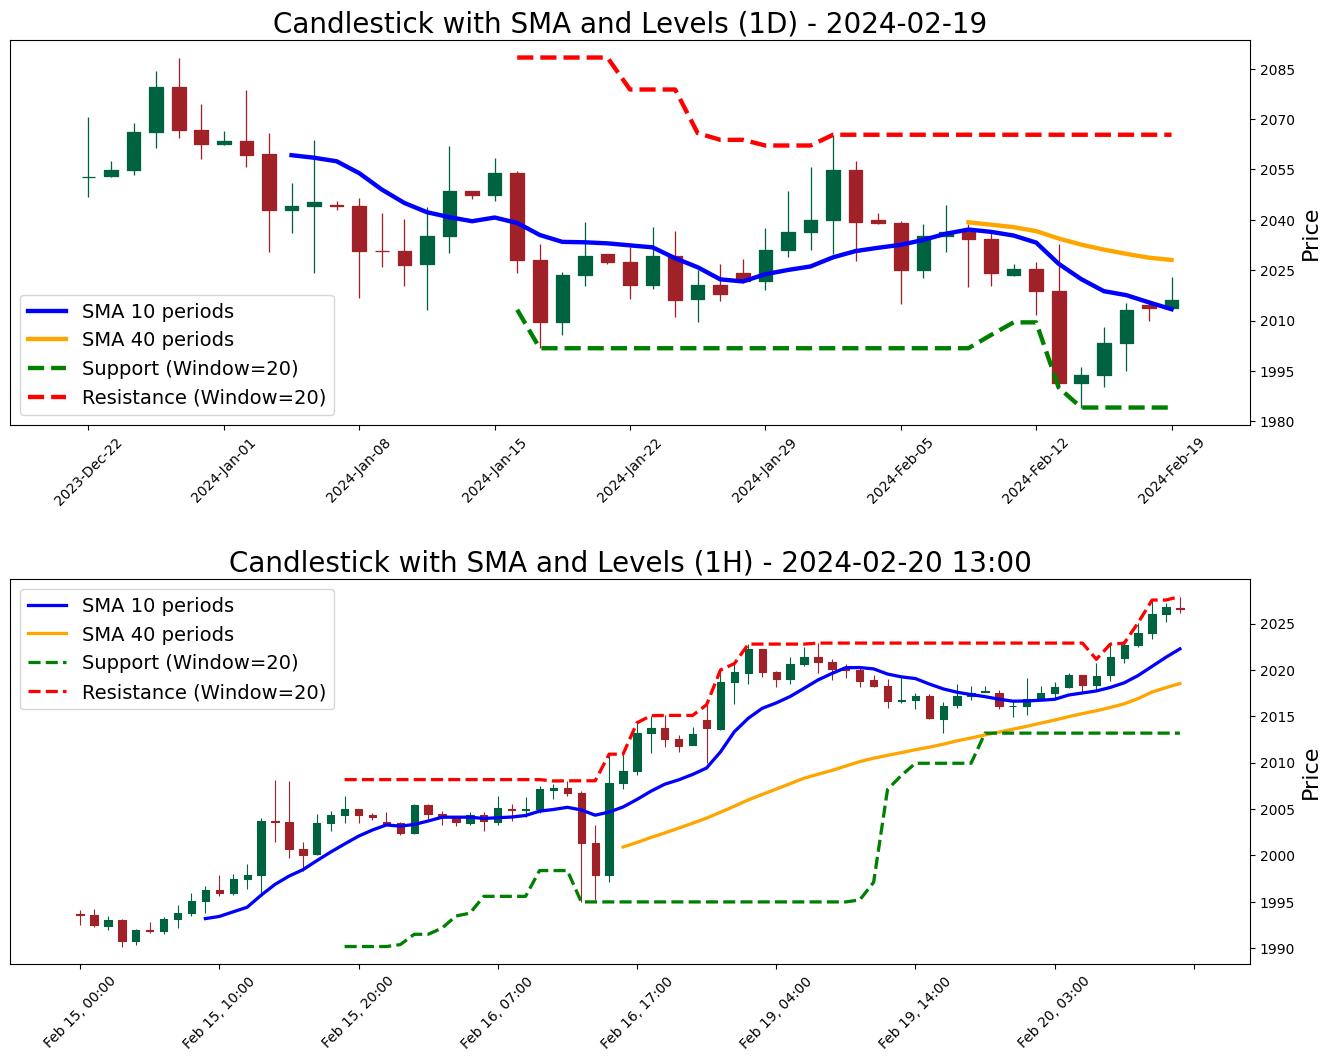 Candlestick with SMA and Levels (1D) - 2024-02-19
2085
2070
2055
2040
2025
2010
1995
1980
Price
SMA 10 periods
SMA 40 periods
Support (Window=20)
Resistance (Window=20)
2023-Dec-22
2024-Jan-01
2024-Jan-08
2024-Jan-15
2024-Jan-22
2024-Jan-29
2024-Feb-05
2024-Feb-12
2024-Feb-19
Candlestick with SMA and Levels (1H) - 2024-02-20 13:00
SMA 10 periods
SMA 40 periods
Support (Window=20)
Resistance (Window=20)
2025
2020
2015
2010
2005
2000
1995
1990
Price
Feb 15, 00:00
Feb 15, 10:00
Feb 15, 20:00
Feb 16, 07:00
Feb 16, 17:00
Feb 19, 04:00
Feb 19, 14:00
Feb 20, 03:00